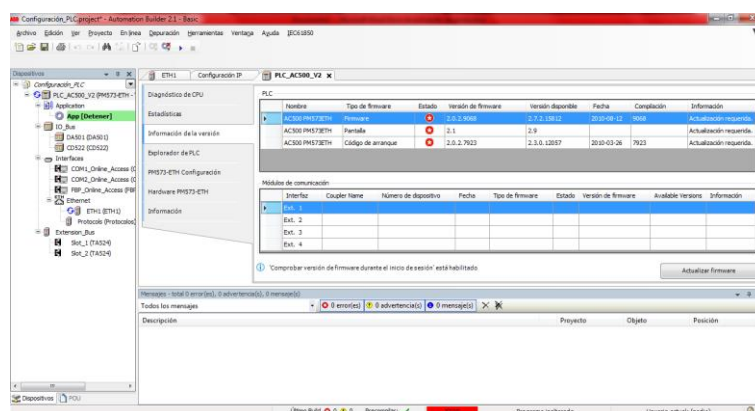 Configuración_PLC.project* - Automation Builder 2.1 - Basic
Archivo Edición Ver Proyecto En línea Depuración Herramientas Ventana Ayuda IEC61850
Dispositivos
Configuración_PLC
PLC_AC500_V2 (PM573-ETH -
Application
App [Detener]
IO_Bus
DA501 (DA501)
CD522 (CD522)
Interfaces
COM1_Online_Access (C
COM2_Online_Access (C
FBP_Online_Access (FBP
Ethernet
ETH1 (ETH1)
Protocols (Protocolos)
Extension_Bus
Slot_1 (TA524)
Slot_2 (TA524)
Dispositivos POU
ETH1 Configuración IP PLC_AC500_V2
Diagnóstico de CPU
Estadísticas
Información de la versión
Explorador de PLC
PM573-ETH Configuración
Hardware PM573-ETH
Información
PLC
Nombre Tipo de firmware Estado Versión de firmware Versión disponible Fecha Compilación Información
AC500 PM573ETH Firmware 2.0.2.9068 2.7.2.15812 2010-08-12 9068 Actualización requerida.
AC500 PM573ETH Pantalla 2.1 2.9 Actualización requerida.
AC500 PM573ETH Código de arranque 2.0.2.7923 2.3.0.12057 2010-03-26 7923 Actualización requerida.
Módulos de comunicación
Interfaz Coupler Name Número de dispositivo Fecha Tipo de firmware Estado Versión de firmware Available Versions Información
Ext. 1
Ext. 2
Ext. 3
Ext. 4
'Comprobar versión de firmware durante el inicio de sesión' está habilitado
Actualizar firmware
Mensajes - total 0 error(es), 0 advertencia(s), 0 mensaje(s)
Todos los mensajes 0 error(es) 0 advertencia(s) 0 mensaje(s)
Descripción Proyecto Objeto Posición